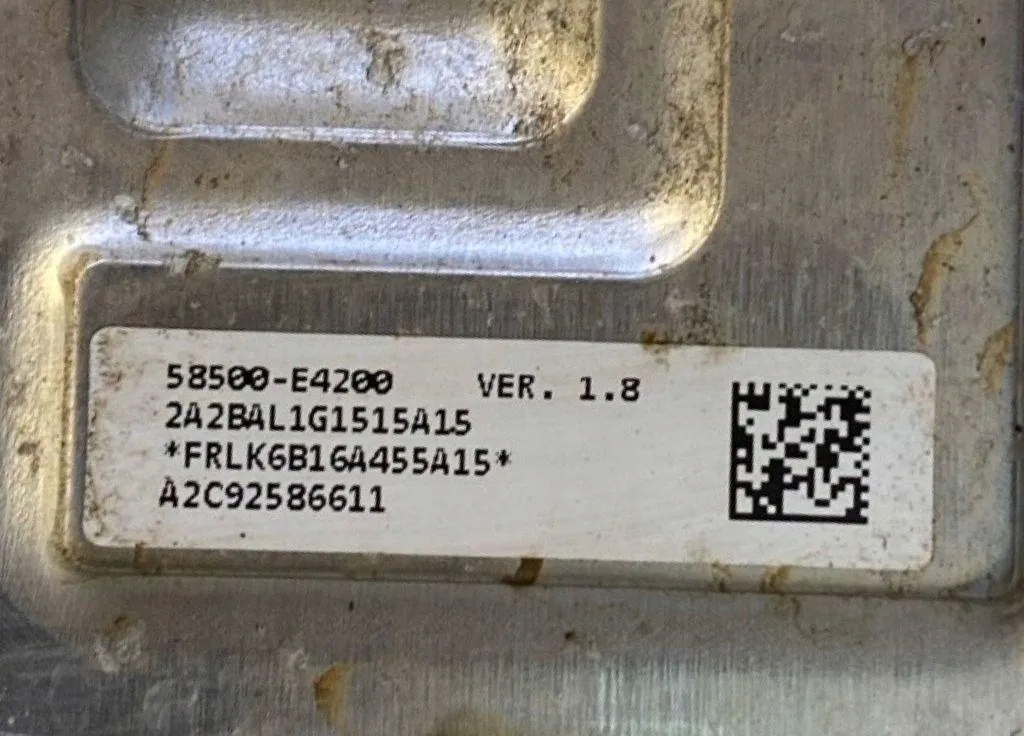 58500-E4200 VER. 1.8
2A2BAL1G1515A15
*FRLK6B16A455A15*
A2C92586611